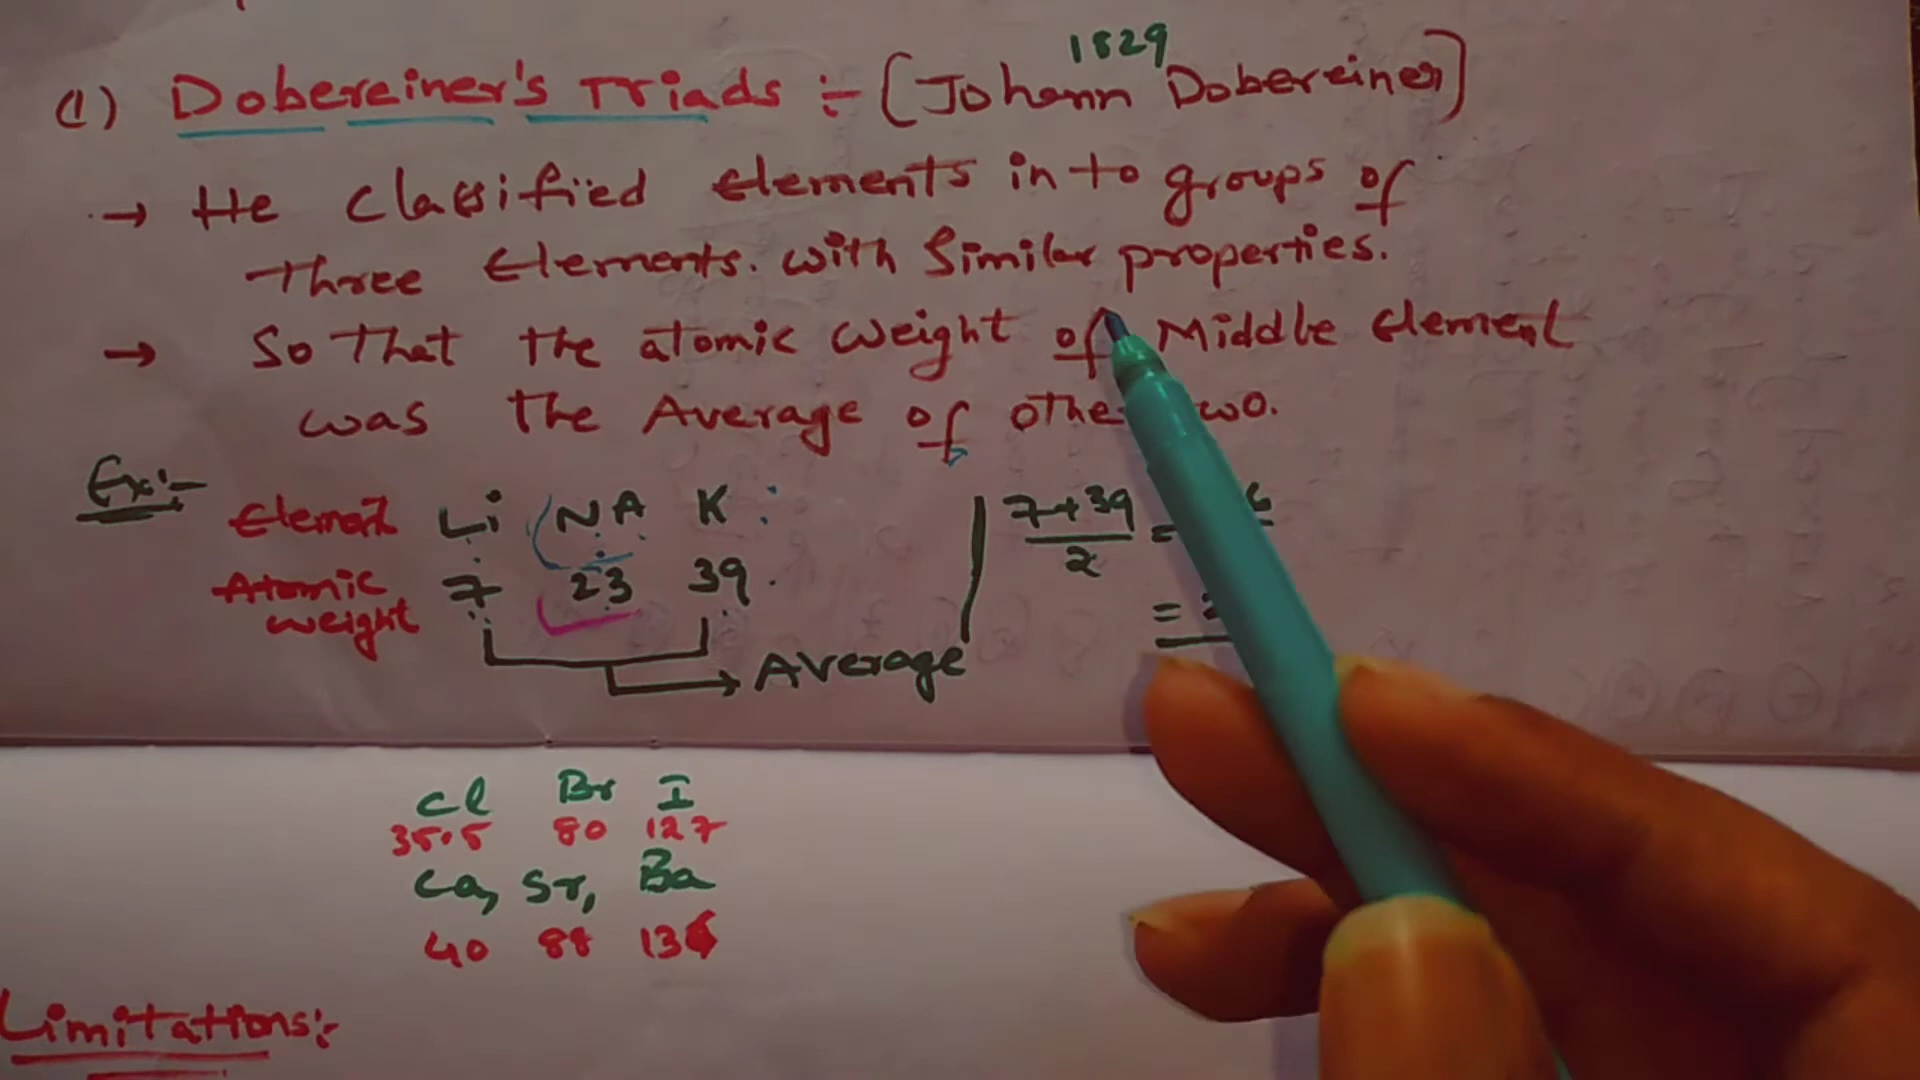 1829
(1) Dobereiner's Triads :- [Johann Dobereiner]
→ He classified elements in to groups of
Three Elements. with Similar properties.
→ So That the atomic weight of Middle element
was the Average of
Ex:-
Element Li NA K :
Atomic weight 7 23 39.
→ Average
7+39 / 2 =
=
Cl Br I
35.5 80 127
Ca, Sr, Ba
40 88
Limitations:-